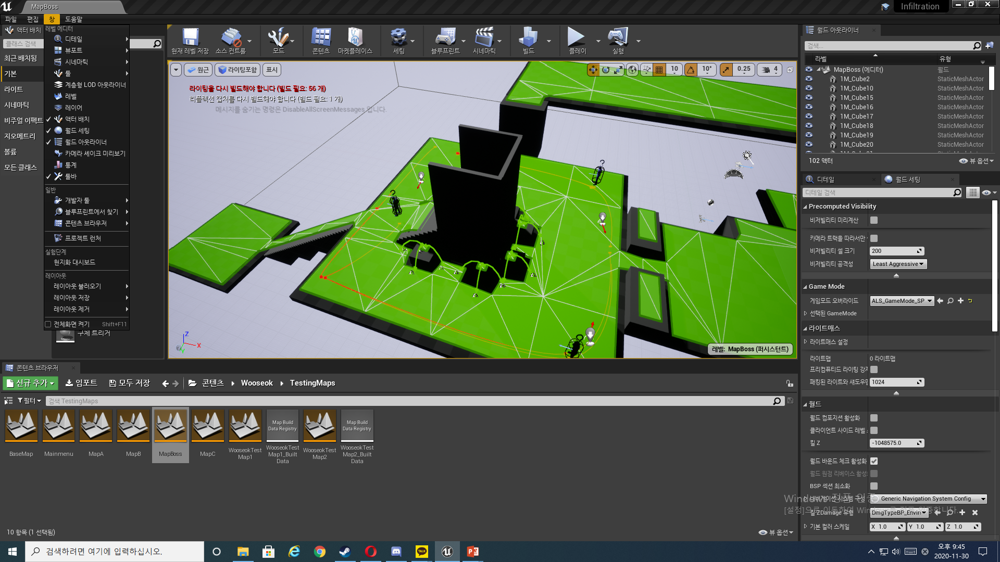 MapBoss
Infiltration
파일
편집
창
도움말
액터 배치
클래스 검색
최근 배치됨
기본
라이트
시네마틱
비주얼 이펙트
지오메트리
볼륨
모든 클래스
레벨 에디터
디테일
뷰포트
시네마틱
툴
계층형 LOD 아웃라이너
레벨
레이어
액터 배치
월드 세팅
월드 아웃라이너
카메라 셰이크 미리보기
통계
툴바
일반
개발자 툴
블루프린트에서 찾기
콘텐츠 브라우저
프로젝트 런처
실험단계
현지화 대시보드
레이아웃
레이아웃 불러오기
레이아웃 저장
레이아웃 제거
전체화면 켜기 Shift+F11
구체 트리거
현재 레벨 저장
소스 컨트롤
모드
콘텐츠
마켓플레이스
세팅
블루프린트
시네마틱
빌드
플레이
실행
원근
라이팅포함
표시
10
10°
0.25
4
라이팅을 다시 빌드해야 합니다 (빌드 필요: 56 개)
리플렉션 캡처를 다시 빌드해야 합니다 (빌드 필요: 1 개)
메시지를 숨기는 명령은 DisableAllScreenMessages 입니다.
Z
X
Y
레벨: MapBoss (퍼시스턴트)
월드 아웃라이너
검색...
라벨
유형
MapBoss (에디터) 월드
1M_Cube2 StaticMeshActor
1M_Cube10 StaticMeshActor
1M_Cube15 StaticMeshActor
1M_Cube16 StaticMeshActor
1M_Cube17 StaticMeshActor
1M_Cube18 StaticMeshActor
1M_Cube19 StaticMeshActor
1M_Cube20 StaticMeshActor
102 액터
뷰 옵션
디테일
월드 세팅
디테일 검색
Precomputed Visibility
비저빌리티 미리계산
카메라 트랙을 따라서만
비저빌리티 셀 크기 200
비저빌리티 공격성 Least Aggressive
Game Mode
게임모드 오버라이드 ALS_GameMode_SP
선택된 GameMode
라이트매스
라이트매스 설정
라이트맵 0 라이트맵
프리컴퓨티드 라이팅 강제
패킹된 라이트와 섀도우맵 1024
월드
월드 컴포지션 활성화
클라이언트 사이드 레벨
킬 Z -1048575.0
월드 바운드 체크 활성화
월드 원점 리베이스 활성화
BSP 섹션 최소화
내비게이션 시스템 구성 Generic Navigation System Config
킬 ZDamage 유형 DmgTypeBP_Envir
기본 컬러 스케일 X 1.0 Y 1.0 Z 1.0
Windows 정품 인증
[설정]으로 이동하여 Windows를 정품 인증합니다.
콘텐츠 브라우저
신규 추가
임포트
모두 저장
콘텐츠
Wooseok
TestingMaps
필터
검색 TestingMaps
Map Build Data Registry
Map Build Data Registry
BaseMap
Mainmenu
MapA
MapB
MapBoss
MapC
WooseokTest
Map1
WooseokTest
Map1_Built
Data
WooseokTest
Map2
WooseokTest
Map2_Built
Data
10 항목 (1 선택됨)
뷰 옵션
검색하려면 여기에 입력하십시오.
TALK
오후 9:45
2020-11-30